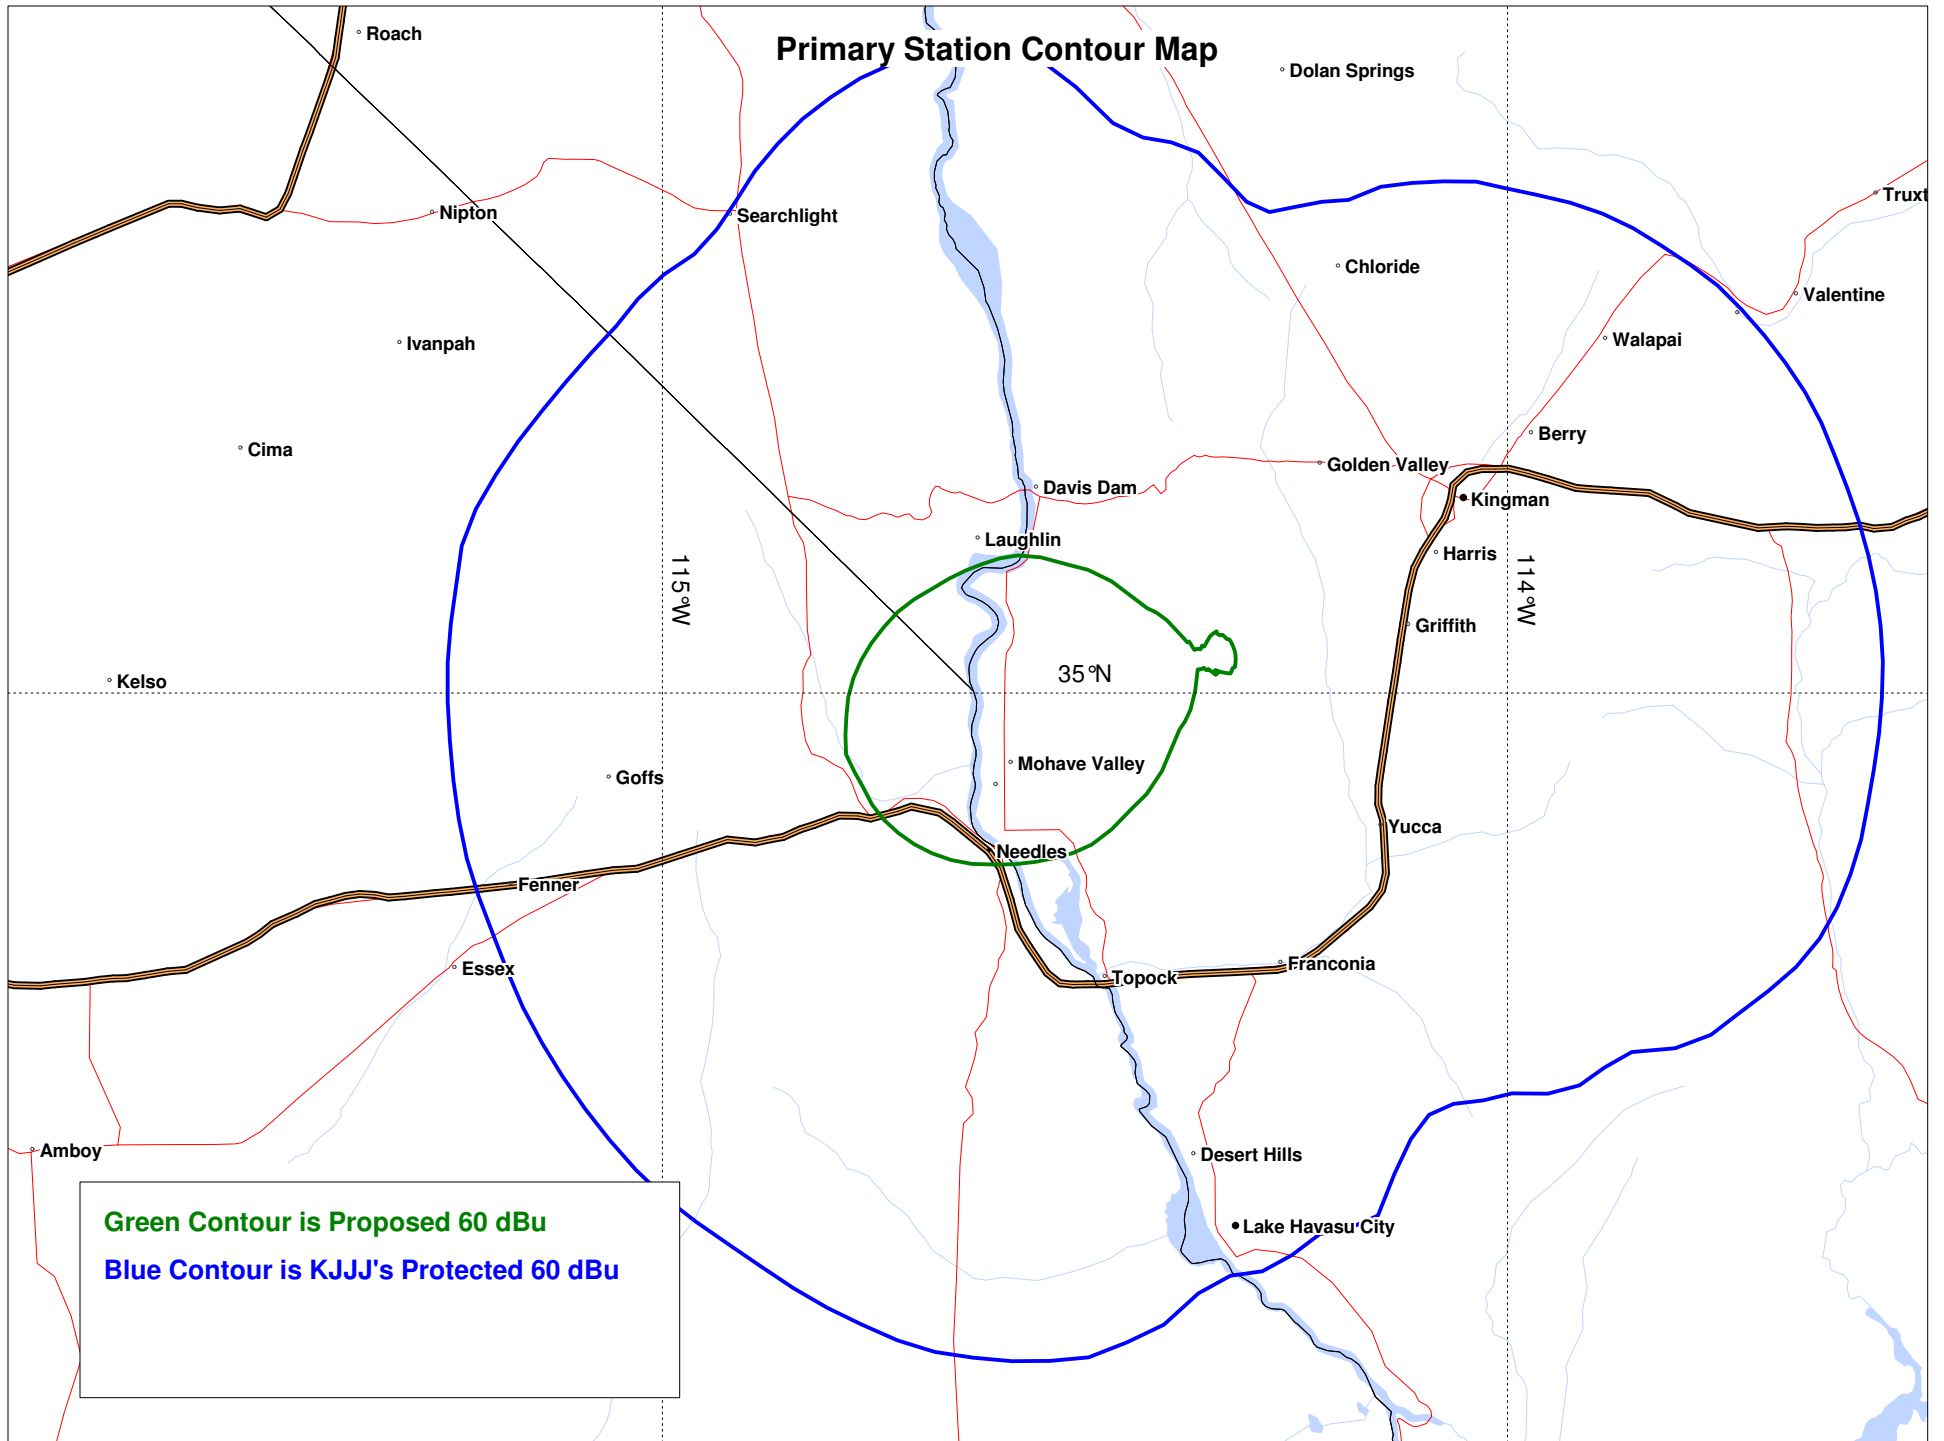 Roach
Primary Station Contour Map
Dolan Springs
Truxt
Nipton
Searchlight
Chloride
Valentine
Ivanpah
Walapai
Cima
Berry
Golden Valley
Davis Dam
Kingman
Laughlin
Harris
115°W
114°W
Griffith
35°N
Kelso
Mohave Valley
Goffs
Yucca
Needles
Fenner
Essex
Franconia
Topock
Amboy
Desert Hills
Green Contour is Proposed 60 dBu
Lake Havasu City
Blue Contour is KJJJ's Protected 60 dBu